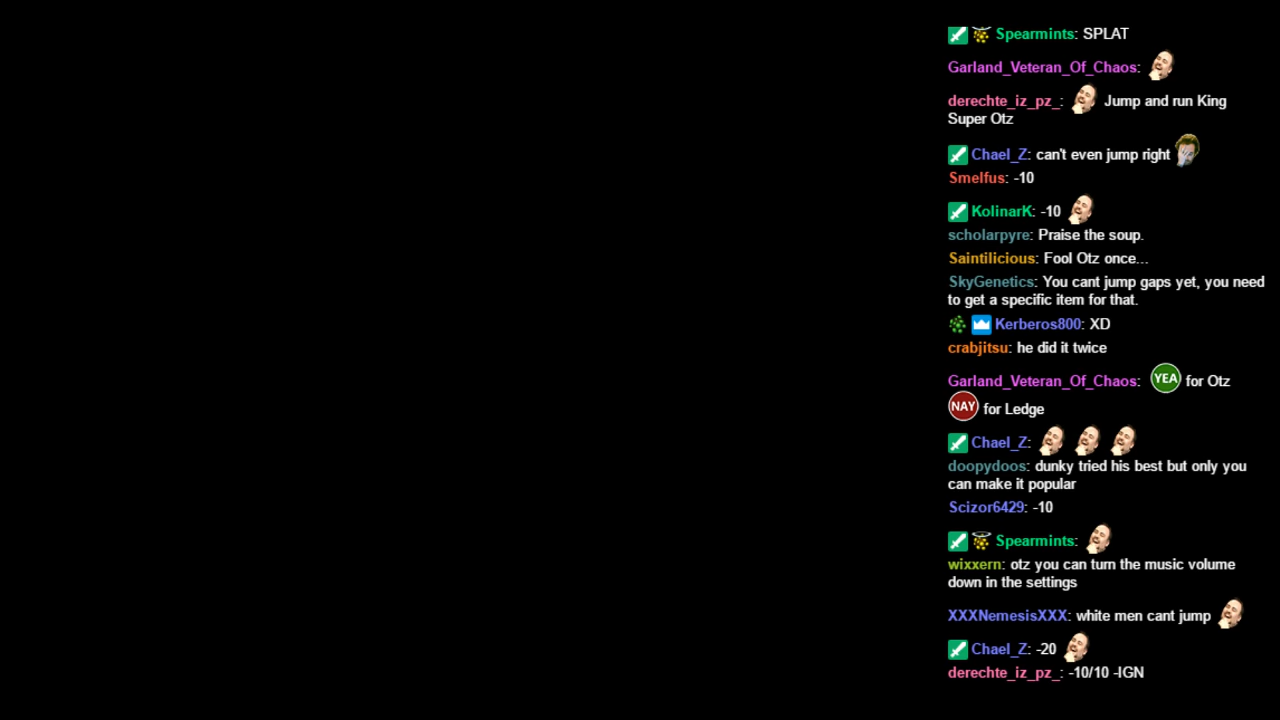 Spearmints: SPLAT
Garland_Veteran_Of_Chaos:
derechte_iz_pz_: Jump and run King
Super Otz
Chael_Z: can't even jump right
Smelfus: -10
KolinarK: -10
scholarpyre: Praise the soup.
Saintilicious: Fool Otz once...
SkyGenetics: You cant jump gaps yet, you need
to get a specific item for that.
Kerberos800: XD
crabjitsu: he did it twice
Garland_Veteran_Of_Chaos: YEA for Otz
NAY for Ledge
Chael_Z:
doopydoos: dunky tried his best but only you
can make it popular
Scizor6429: -10
Spearmints:
wixxern: otz you can turn the music volume
down in the settings
XXXNemesisXXX: white men cant jump
Chael_Z: -20
derechte_iz_pz_: -10/10 -IGN